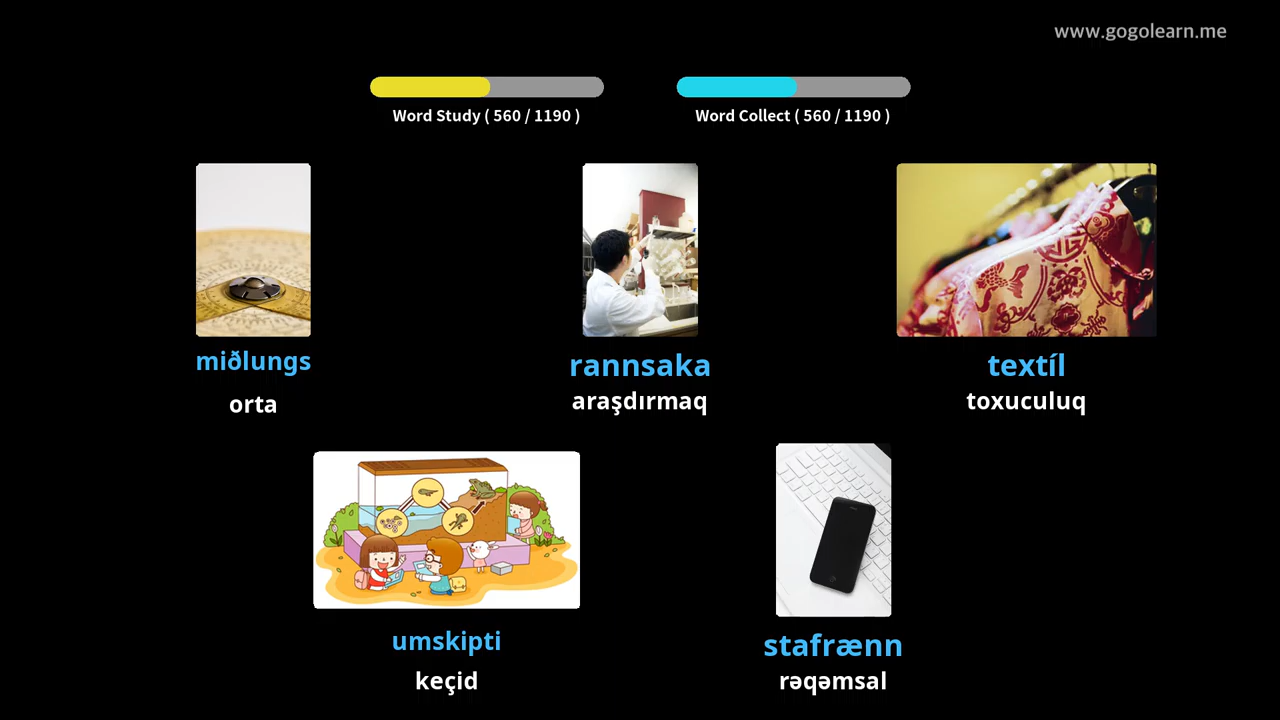 www.gogolearn.me
Word Study ( 560 / 1190 )
Word Collect ( 560 / 1190 )
miðlungs
orta
rannsaka
araşdırmaq
textíl
toxuculuq
umskipti
keçid
stafrænn
rəqəmsal